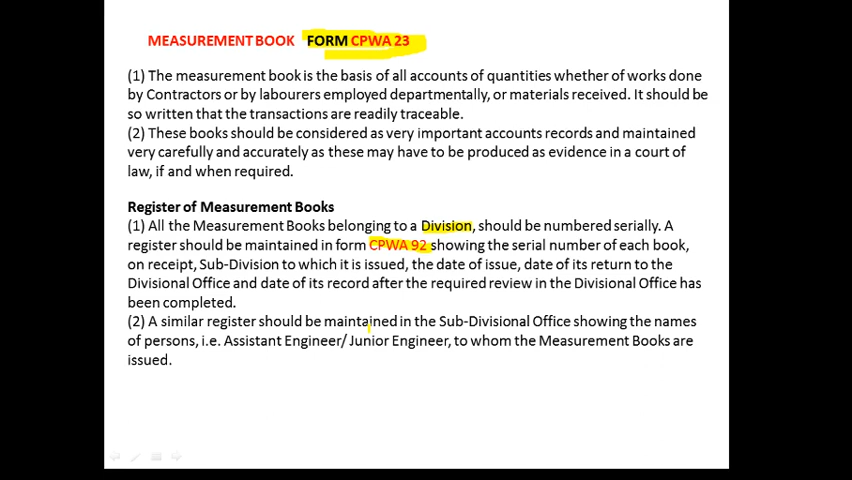 MEASUREMENT BOOK FORM CPWA 23
(1) The measurement book is the basis of all accounts of quantities whether of works done
by Contractors or by labourers employed departmentally, or materials received. It should be
so written that the transactions are readily traceable.
(2) These books should be considered as very important accounts records and maintained
very carefully and accurately as these may have to be produced as evidence in a court of
law, if and when required.
Register of Measurement Books
(1) All the Measurement Books belonging to a Division, should be numbered serially. A
register should be maintained in form CPWA 92 showing the serial number of each book,
on receipt, Sub-Division to which it is issued, the date of issue, date of its return to the
Divisional Office and date of its record after the required review in the Divisional Office has
been completed.
(2) A similar register should be maintained in the Sub-Divisional Office showing the names
of persons, i.e. Assistant Engineer/ Junior Engineer, to whom the Measurement Books are
issued.